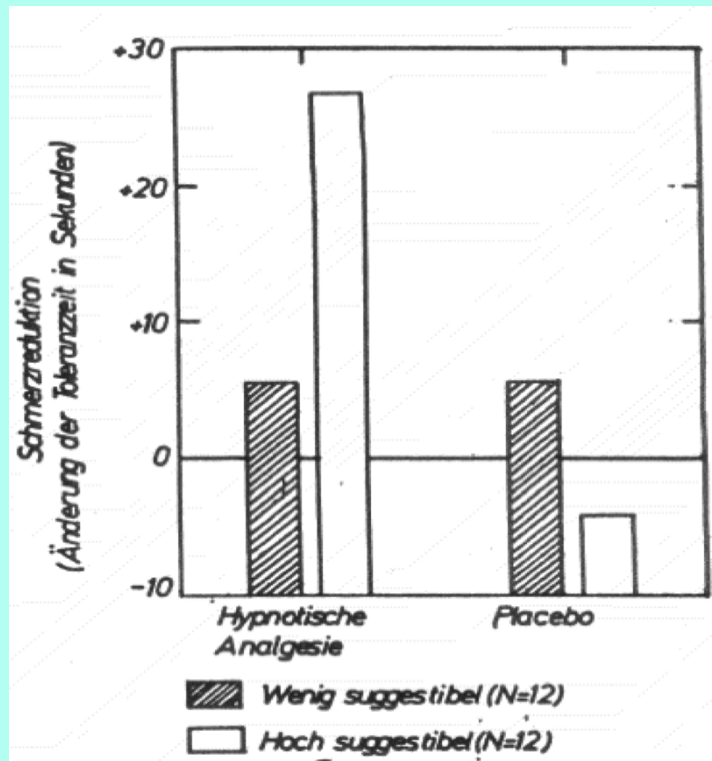 +30
+20
+10
0
-10
Schmerzreduktion
(Änderung der Toleranzzeit in Sekunden)
Hypnotische
Analgesie
Placebo
Wenig suggestibel (N=12)
Hoch suggestibel (N=12)